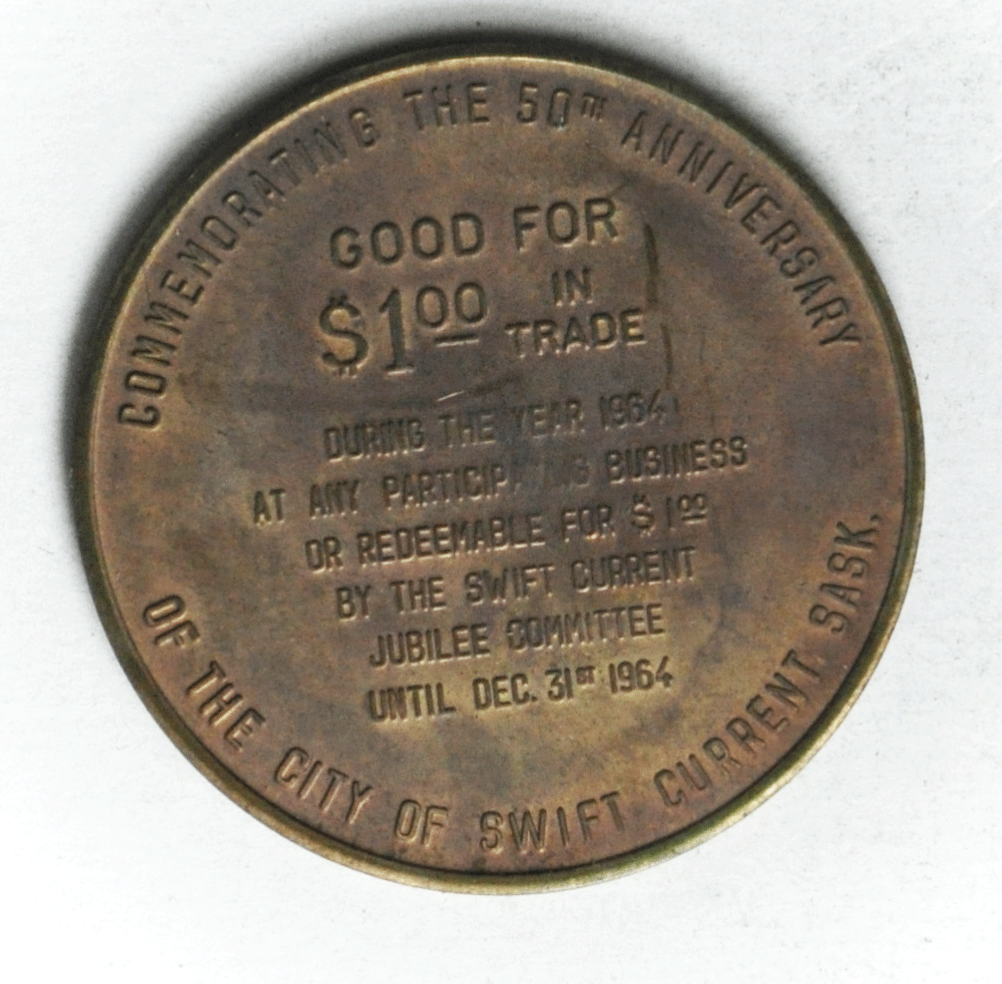 COMMEMORATING THE 50TH ANNIVERSARY
GOOD FOR
$1.00 IN
TRADE
DURING THE YEAR 1964
AT ANY PARTICIPATING BUSINESS
OR REDEEMABLE FOR $1.00
BY THE SWIFT CURRENT
JUBILEE COMMITTEE
UNTIL DEC. 31ST 1964
OF THE CITY OF SWIFT CURRENT, SASK.